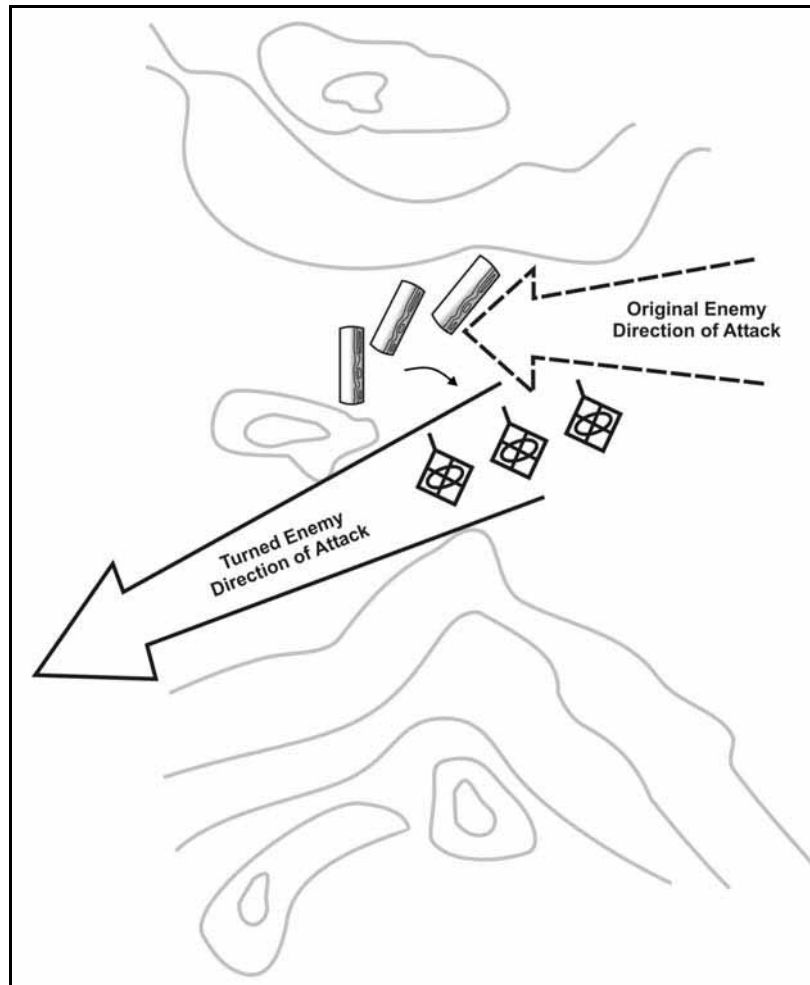 Original Enemy
Direction of Attack
Turned Enemy
Direction of Attack